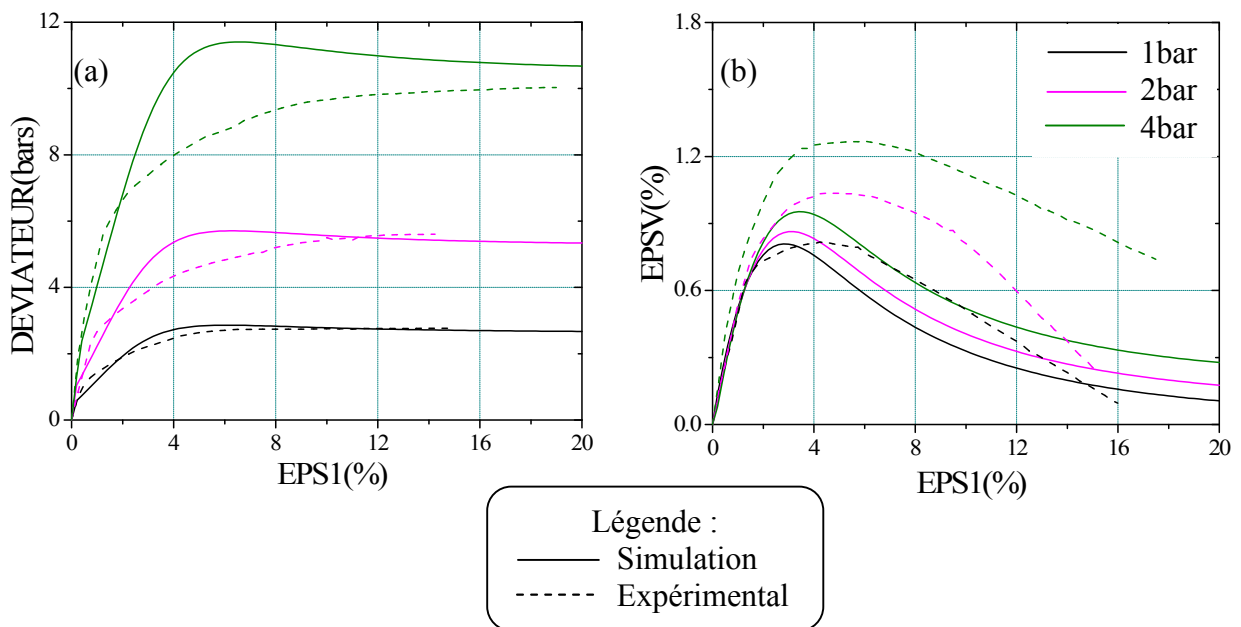 (a)
DEVIATEUR(bars)
12
8
4
0
0 4 8 12 16 20
EPS1(%)
(b)
EPSV(%)
1.8
1.2
0.6
0.0
0 4 8 12 16 20
EPS1(%)
1bar
2bar
4bar
Légende :
Simulation
Expérimental